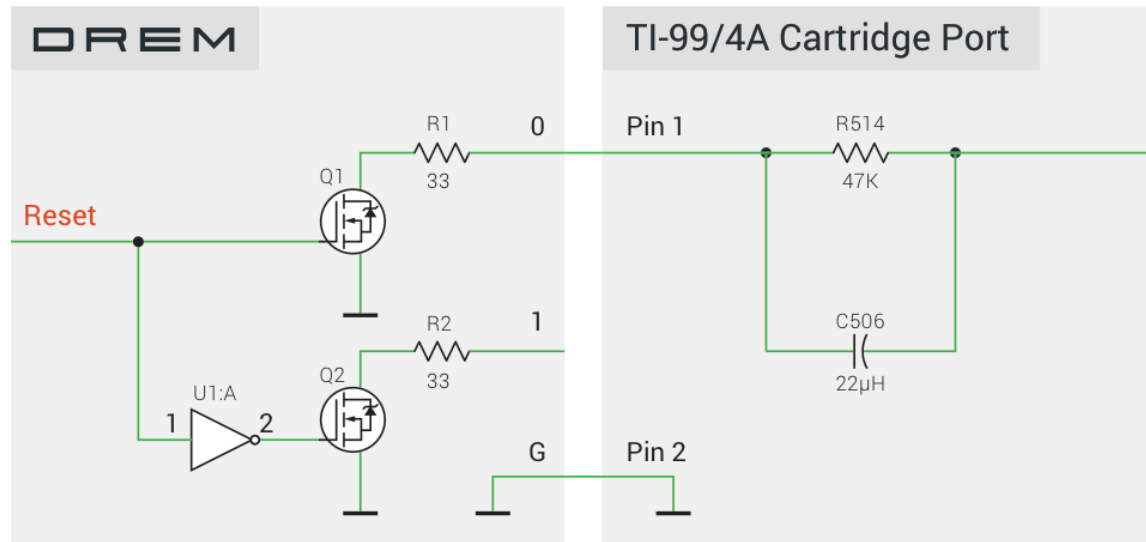 DREM
TI-99/4A Cartridge Port
R1
0
Pin 1
R514
33
47K
Q1
Reset
R2
1
C506
33
22µH
Q2
U1:A
1
2
G
Pin 2